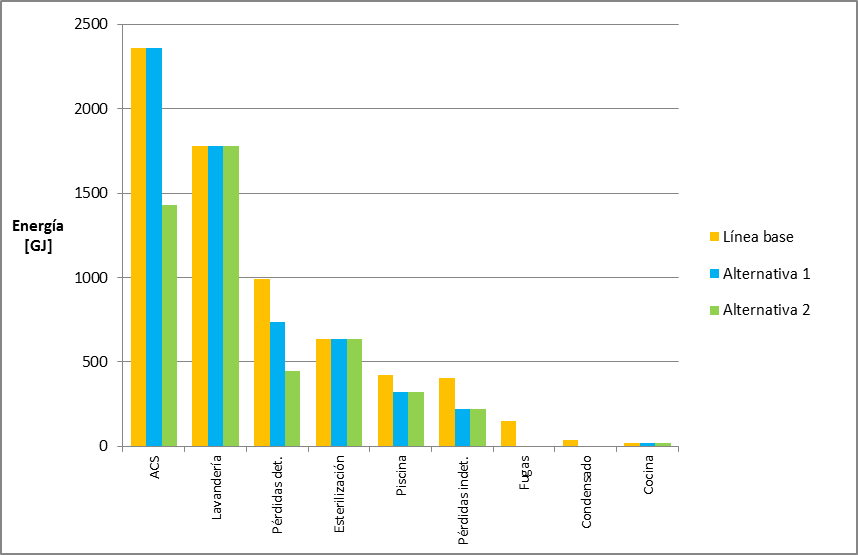 2500
2000
1500
1000
500
0
Energía
[GJ]
ACS
Lavandería
Pérdidas det.
Esterilización
Piscina
Pérdidas indet.
Fugas
Condensado
Cocina
Línea base
Alternativa 1
Alternativa 2